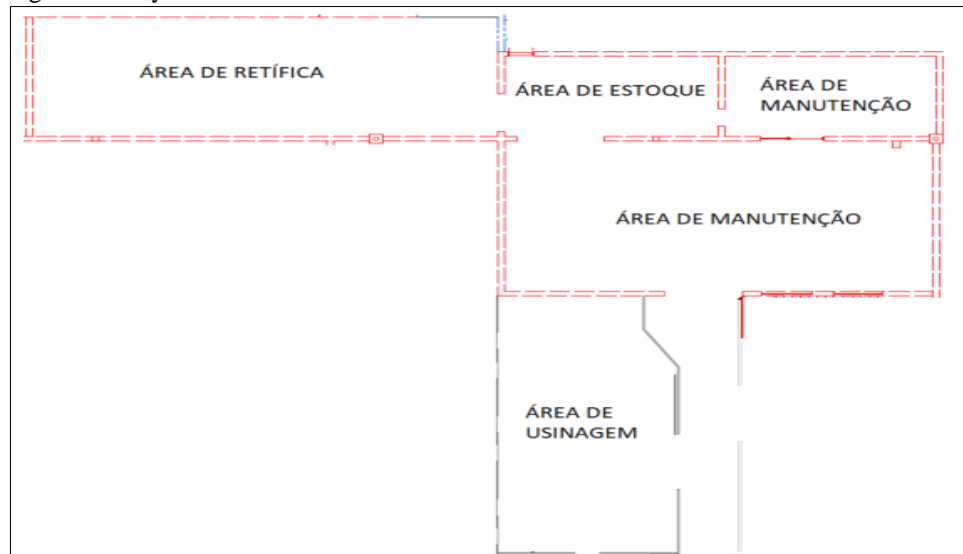 ÁREA DE RETÍFICA
ÁREA DE ESTOQUE
ÁREA DE
MANUTENÇÃO
ÁREA DE MANUTENÇÃO
ÁREA DE
USINAGEM